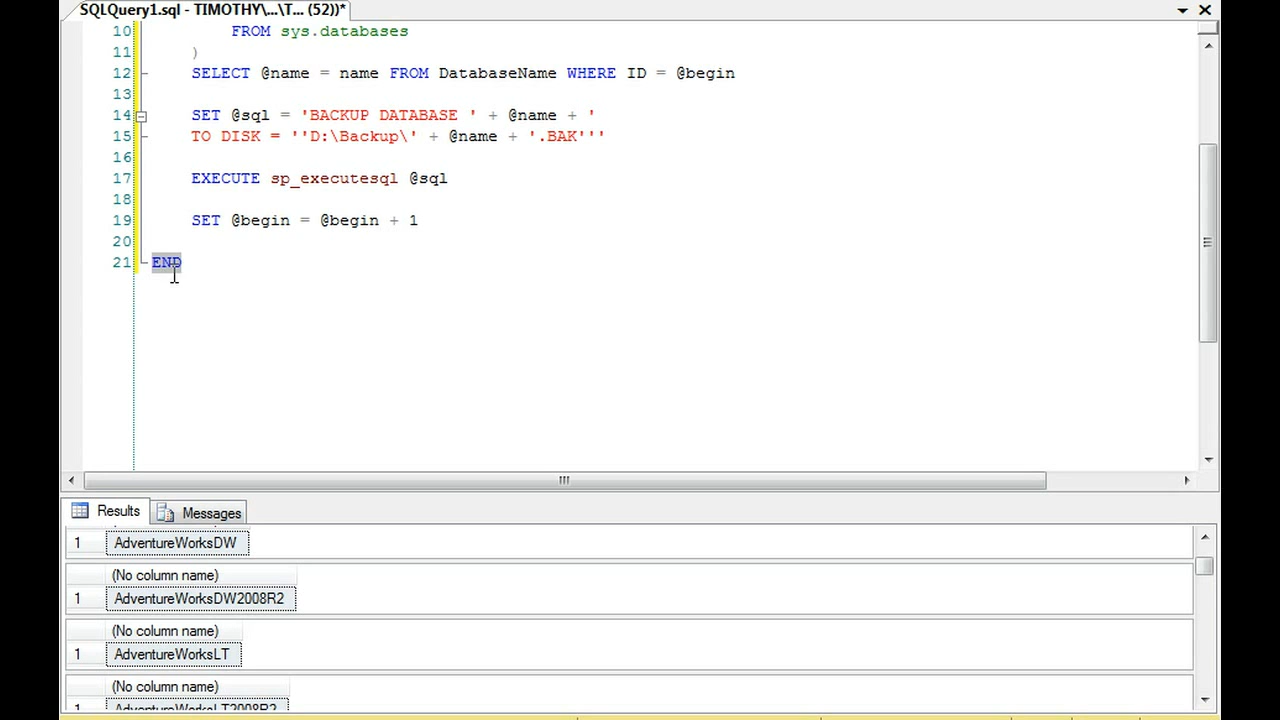 SQLQuery1.sql - TIMOTHY\...\T... (52))*
10 FROM sys.databases
11 )
12 SELECT @name = name FROM DatabaseName WHERE ID = @begin
13
14 SET @sql = 'BACKUP DATABASE ' + @name + '
15 TO DISK = ''D:\Backup\' + @name + '.BAK'''
16
17 EXECUTE sp_executesql @sql
18
19 SET @begin = @begin + 1
20
21 END
Results Messages
1 AdventureWorksDW
(No column name)
1 AdventureWorksDW2008R2
(No column name)
1 AdventureWorksLT
(No column name)
1 AdventureWorksLT2008R2